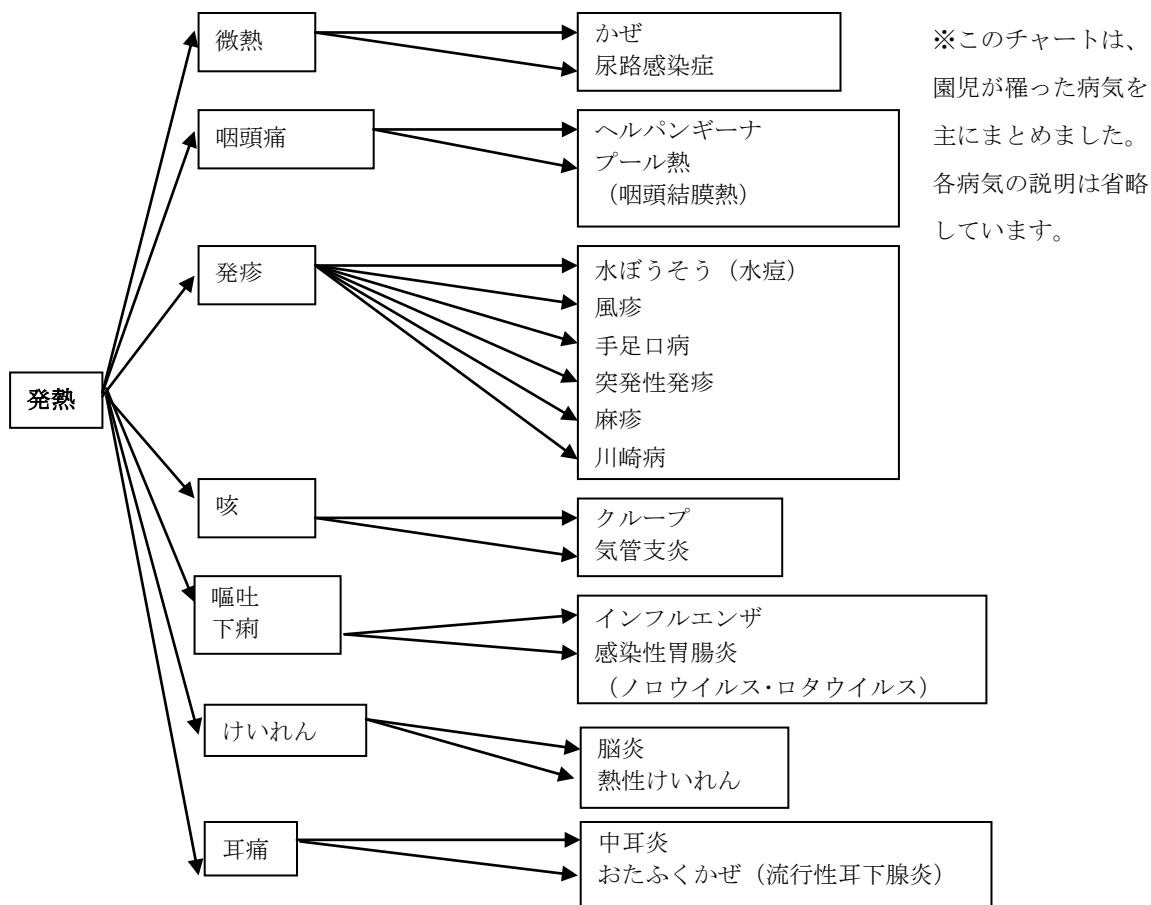 微熱
かぜ
尿路感染症
※このチャートは、
園児が罹った病気を
主にまとめました。
各病気の説明は省略
しています。
咽頭痛
ヘルパンギーナ
プール熱
（咽頭結膜熱）
発疹
水ぼうそう（水痘）
風疹
手足口病
突発性発疹
麻疹
川崎病
発熱
咳
クループ
気管支炎
嘔吐
下痢
インフルエンザ
感染性胃腸炎
（ノロウイルス・ロタウイルス）
けいれん
脳炎
熱性けいれん
耳痛
中耳炎
おたふくかぜ（流行性耳下腺炎）